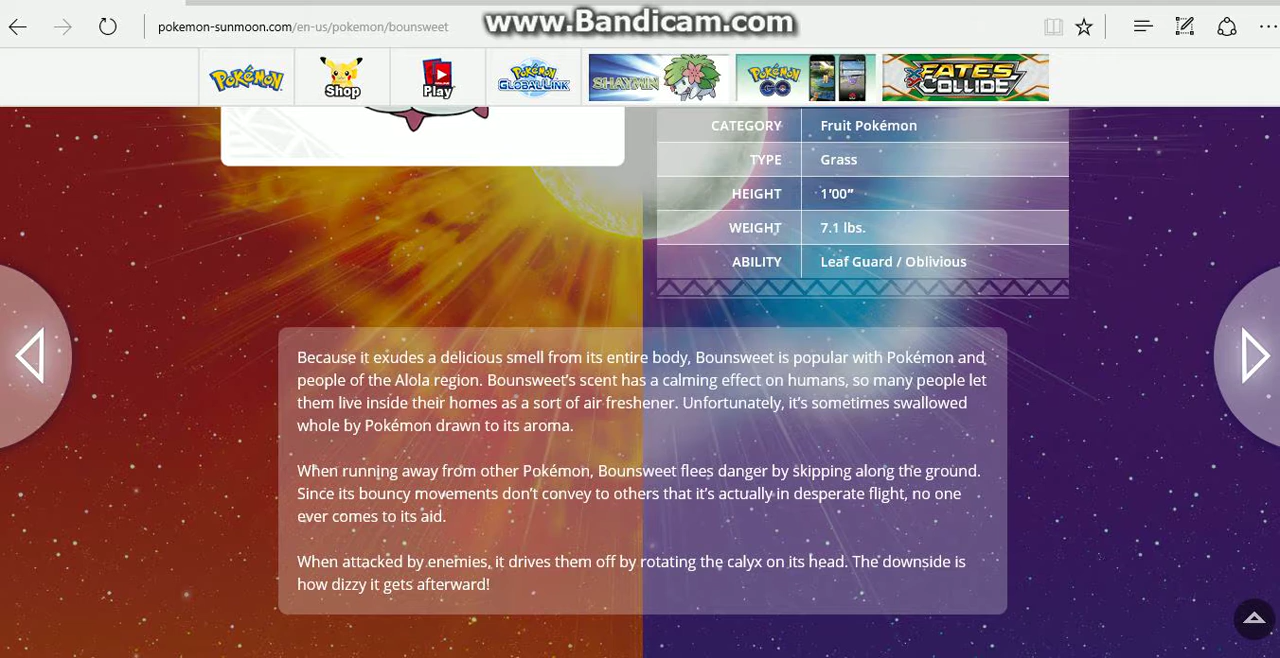 www.Bandicam.com
pokemon-sunmoon.com/en-us/pokemon/bounsweet
Pokémon
Shop
Play
Pokémon
GLOBAL LINK
SHAYMIN
Pokémon
GO
FATES
COLLIDE
CATEGORY Fruit Pokémon
TYPE Grass
HEIGHT 1'00"
WEIGHT 7.1 lbs.
ABILITY Leaf Guard / Oblivious
Because it exudes a delicious smell from its entire body, Bounsweet is popular with Pokémon and
people of the Alola region. Bounsweet's scent has a calming effect on humans, so many people let
them live inside their homes as a sort of air freshener. Unfortunately, it's sometimes swallowed
whole by Pokémon drawn to its aroma.
When running away from other Pokémon, Bounsweet flees danger by skipping along the ground.
Since its bouncy movements don't convey to others that it's actually in desperate flight, no one
ever comes to its aid.
When attacked by enemies, it drives them off by rotating the calyx on its head. The downside is
how dizzy it gets afterward!